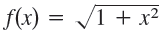 f(x) = √(1 + x²)